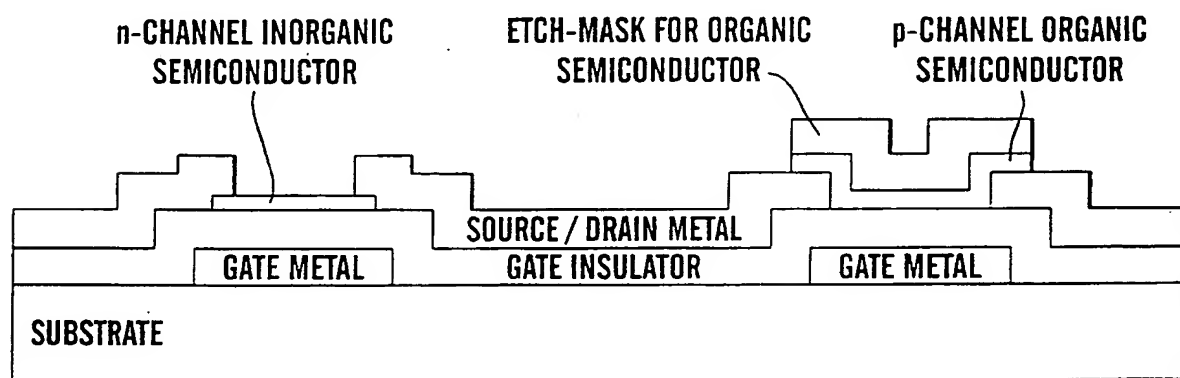 n-CHANNEL INORGANIC
SEMICONDUCTOR
ETCH-MASK FOR ORGANIC
SEMICONDUCTOR
p-CHANNEL ORGANIC
SEMICONDUCTOR
SOURCE / DRAIN METAL
GATE METAL
GATE INSULATOR
GATE METAL
SUBSTRATE